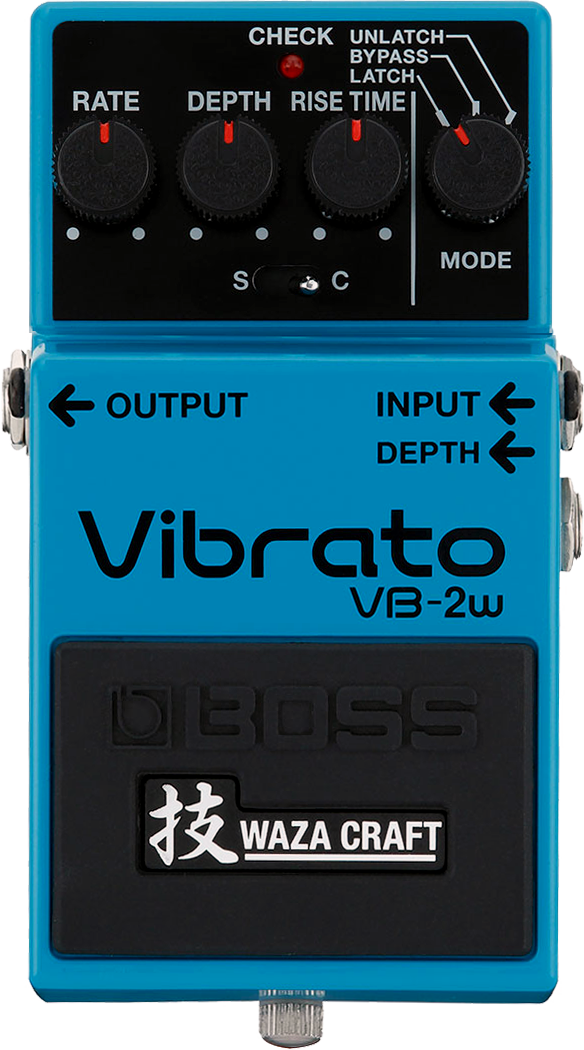 CHECK
UNLATCH
BYPASS
LATCH
RATE
DEPTH
RISE TIME
MODE
S
C
OUTPUT
INPUT
DEPTH
Vibrato
VB-2w
BOSS
技 WAZA CRAFT